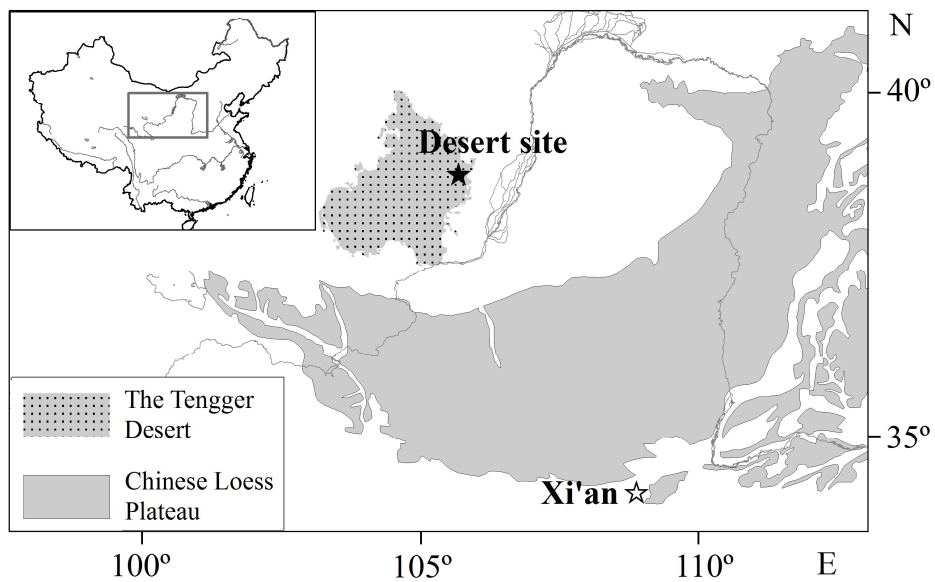 N
40º
Desert site
The Tengger
Desert
35º
Chinese Loess
Plateau
Xi'an
100º
105º
110º
E